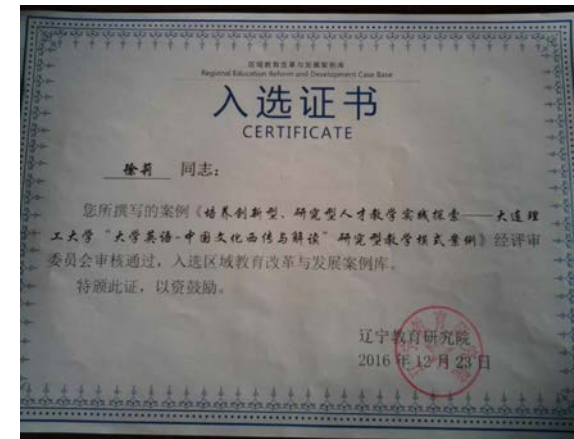 区域教育改革与发展案例库
Regional Education Reform and Development Case Base
入选证书
CERTIFICATE
徐莉 同志：
您所撰写的案例《培养创新型、研究型人才教学实践探索——大连理
工大学“大学英语-中国文化西传与解读”研究型教学模式案例》经评审
委员会审核通过，入选区域教育改革与发展案例库。
特颁此证，以资鼓励。
辽宁教育研究院
2016年12月23日